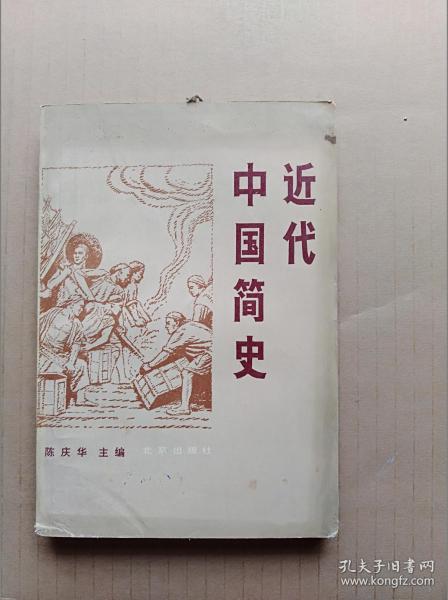 近代
中国简史
陈庆华 主编 北京出版社
孔夫子旧书网
www.kongfz.com